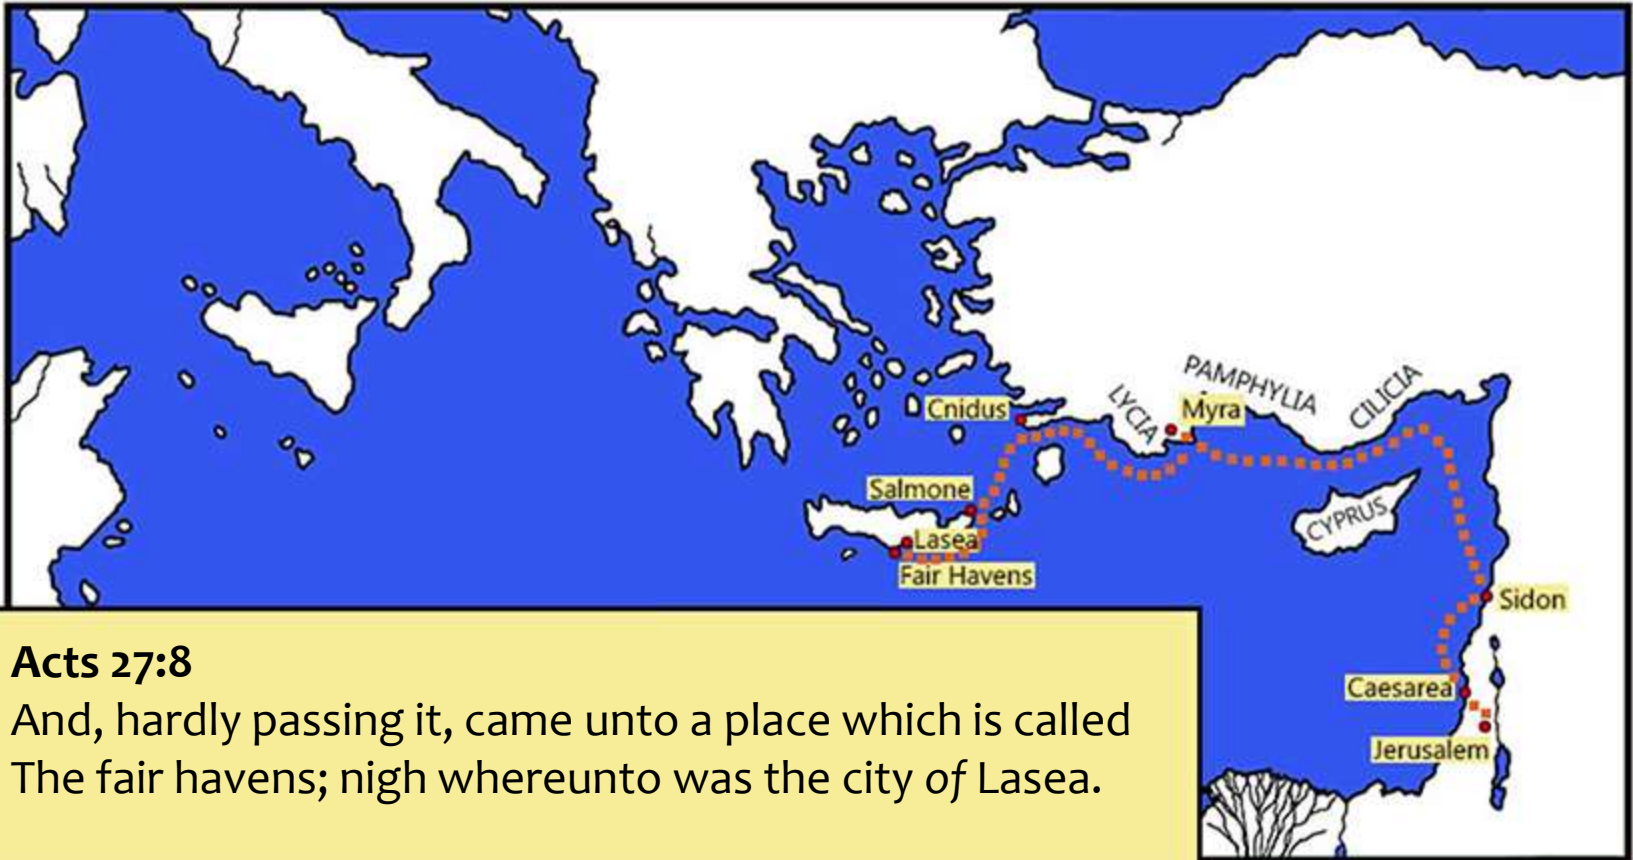 PAMPHYLIA
CILICIA
LYCIA
Myra
Cnidus
Salmone
CYPRUS
Lasea
Fair Havens
Sidon
Caesarea
Jerusalem
Acts 27:8
And, hardly passing it, came unto a place which is called
The fair havens; nigh whereunto was the city of Lasea.